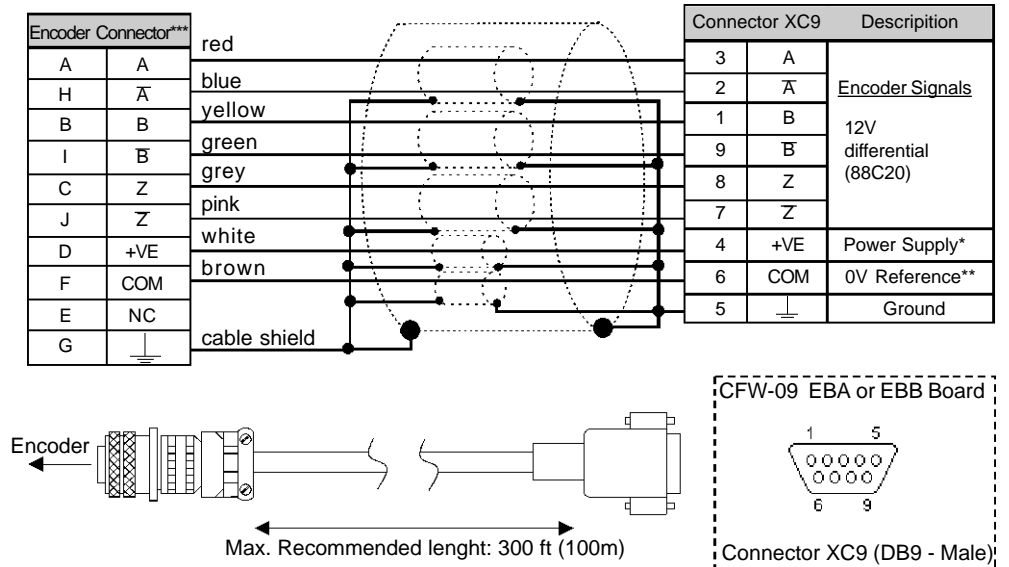 Encoder Connector***
A A
H A̅
B B
I B̅
C Z
J Z̅
D +VE
F COM
E NC
G
red
blue
yellow
green
grey
pink
white
brown
cable shield
Connector XC9 Descripition
3 A
2 A̅
1 B
9 B̅
8 Z
7 Z̅
Encoder Signals
12V
differential
(88C20)
4 +VE Power Supply*
6 COM 0V Reference**
5 Ground
Encoder
Max. Recommended lenght: 300 ft (100m)
CFW-09 EBA or EBB Board
1 5
6 9
Connector XC9 (DB9 - Male)